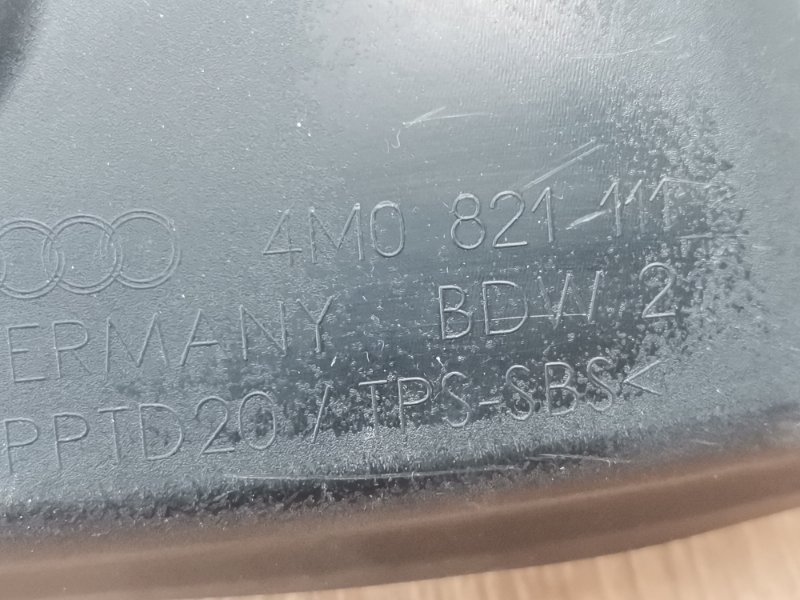 4M0 821 111
ERMANY BDW 2
PPTD20 / TPS-SBS<